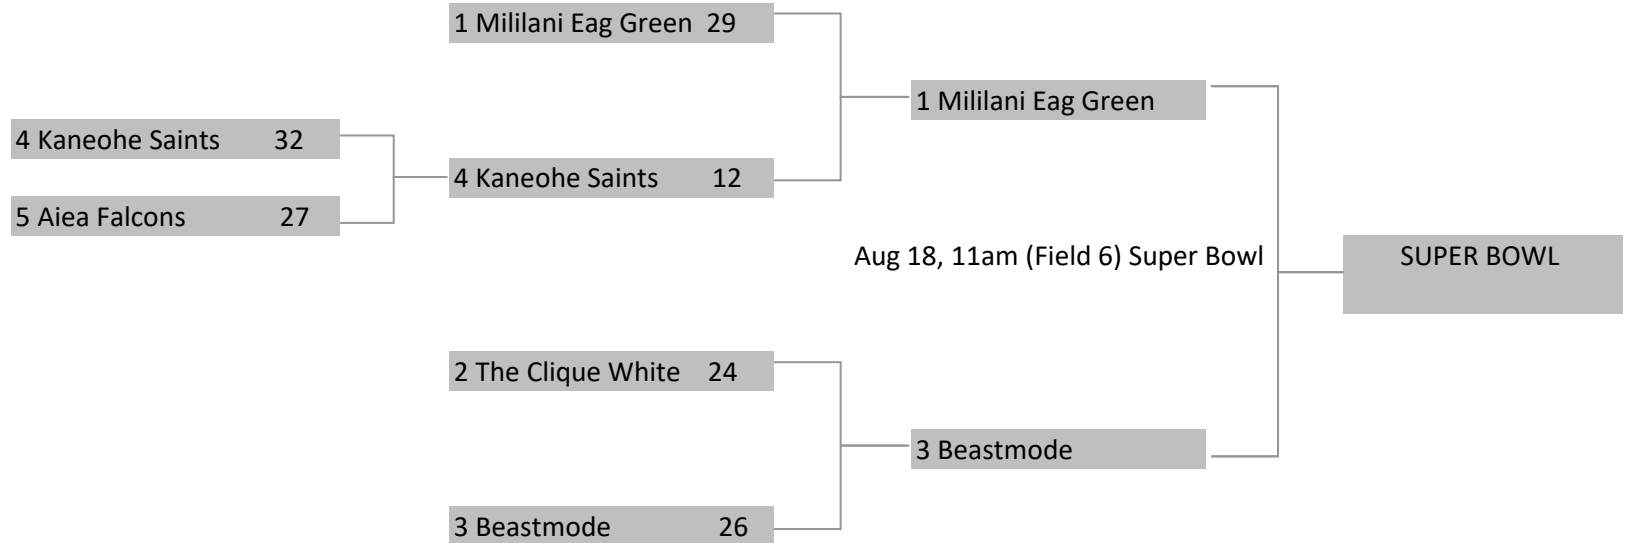 1 Mililani Eag Green 29
1 Mililani Eag Green
4 Kaneohe Saints 32
4 Kaneohe Saints 12
5 Aiea Falcons 27
Aug 18, 11am (Field 6) Super Bowl
SUPER BOWL
2 The Clique White 24
3 Beastmode
3 Beastmode 26